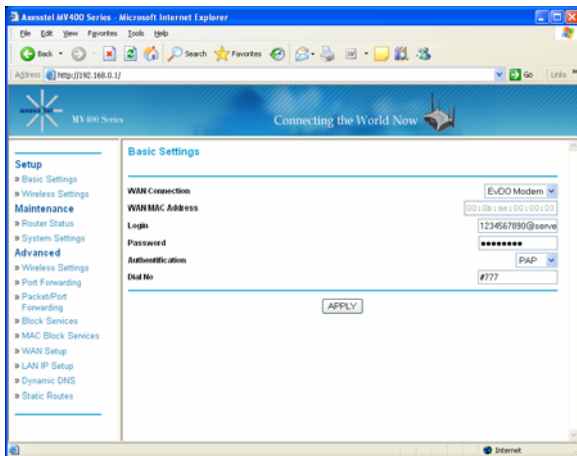 Axesstel MV400 Series - Microsoft Internet Explorer
File Edit View Favorites Tools Help
Back Search Favorites
Address http://192.168.0.1/ Go Links
axesstel MV400 Series Connecting the World Now
Basic Settings
Setup
» Basic Settings
» Wireless Settings
Maintenance
» Router Status
» System Settings
Advanced
» Wireless Settings
» Port Forwarding
» Packet/Port
Forwarding
» Block Services
» MAC Block Services
» WAN Setup
» LAN IP Setup
» Dynamic DNS
» Static Routes
WAN Connection EvDO Modem
WAN MAC Address 00:0b:ae:00:00:03
Login 1234567890@serve
Password ●●●●●●●●
Authentification PAP
Dial No #777
APPLY
Internet